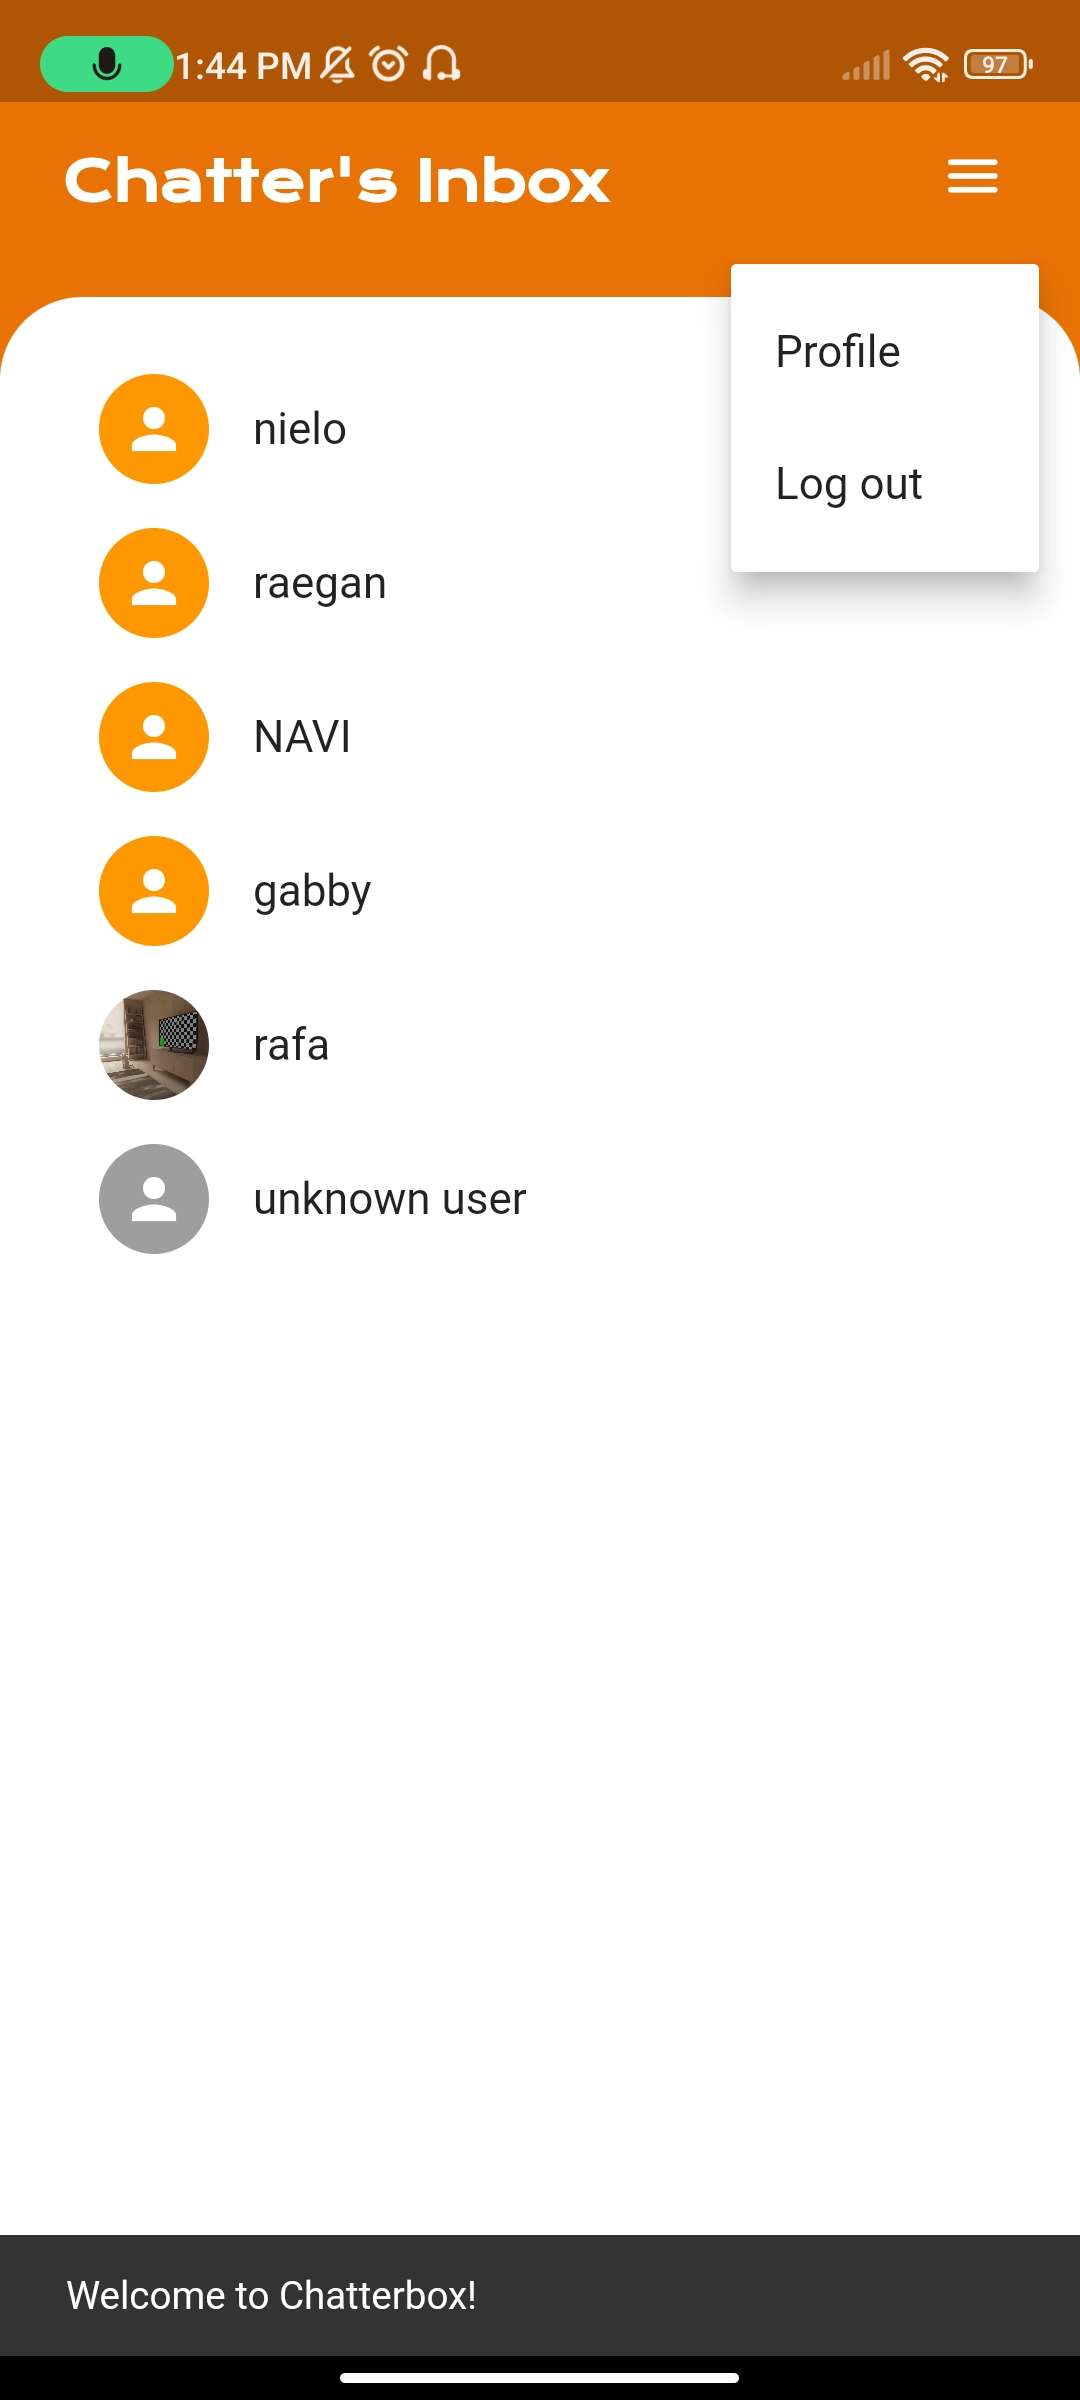 1:44 PM
97
Chatter's Inbox
Profile
Log out
nielo
raegan
NAVI
gabby
rafa
unknown user
Welcome to Chatterbox!